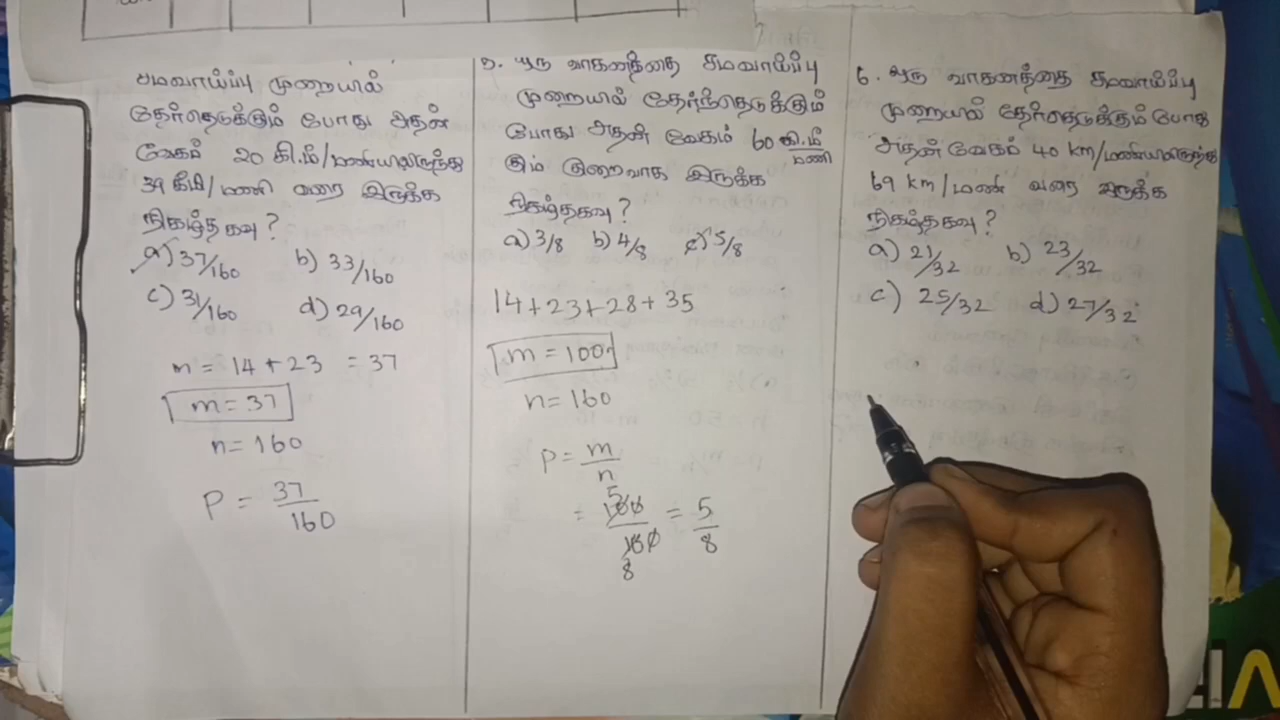 சமவாய்ப்பு முறையில்
தேர்தெடுக்கும் போது அதன்
வேகம் 20 கி.மீ/மணியிலிருந்து
39 கிமி/மணி வரை இருக்க
நிகழ்தகவு?
a) 37/160 b) 33/160
c) 31/160 d) 29/160
m = 14 + 23 = 37
m = 37
n = 160
P = 37/160
5. ஒரு வாகனத்தை சமவாய்ப்பு
முறையில் தேர்ந்தெடுக்கும்
போது அதன் வேகம் 60 கி.மீ/மணி
கும் குறைவாக இருக்க
நிகழ்தகவு?
a) 3/8 b) 4/8 c) 5/8
14+23+28+35
m = 100
n = 160
P = m/n
= 100/160 = 5/8
5
8
6. ஒரு வாகனத்தை சமவாய்ப்பு
முறையில் தேர்தெடுக்கும் போது
அதன் வேகம் 40 km/மணியிலிருந்து
69 km/மணி வரை இருக்க
நிகழ்தகவு?
a) 21/32 b) 23/32
c) 25/32 d) 27/32